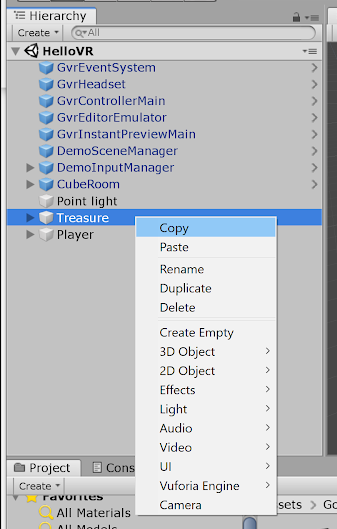 Hierarchy
Create All
HelloVR
GvrEventSystem
GvrHeadset
GvrControllerMain
GvrEditorEmulator
GvrInstantPreviewMain
DemoSceneManager
DemoInputManager
CubeRoom
Point light
Treasure
Player
Copy
Paste
Rename
Duplicate
Delete
Create Empty
3D Object
2D Object
Effects
Light
Audio
Video
UI
Vuforia Engine
Camera
Project Cons
Create
Favorites
All Materials
All Models
ssets Go